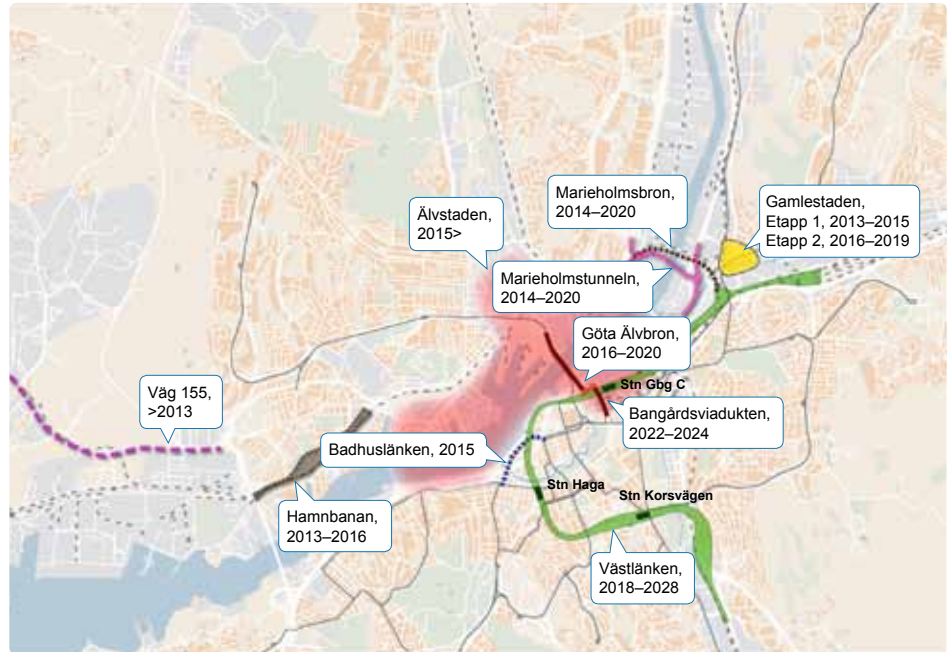 Marieholmsbron,
2014–2020
Gamlestaden,
Etapp 1, 2013–2015
Etapp 2, 2016–2019
Älvstaden,
2015>
Marieholmstunneln,
2014–2020
Göta Älvbron,
2016–2020
Stn Gbg C
Väg 155,
>2013
Bangårdsviadukten,
2022–2024
Badhuslänken, 2015
Stn Haga
Stn Korsvägen
Hamnbanan,
2013–2016
Västlänken,
2018–2028